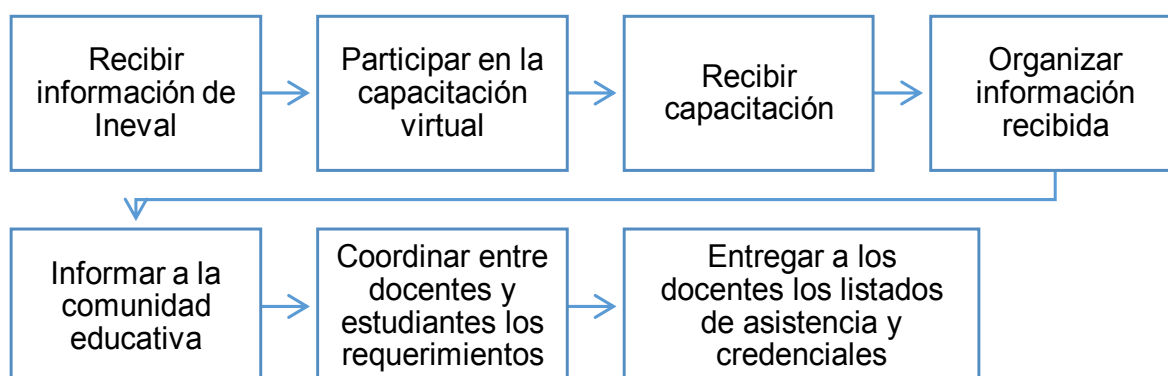 Recibir
información de
Ineval
Participar en la
capacitación
virtual
Recibir
capacitación
Organizar
información
recibida
Informar a la
comunidad
educativa
Coordinar entre
docentes y
estudiantes los
requerimientos
Entregar a los
docentes los listados
de asistencia y
credenciales